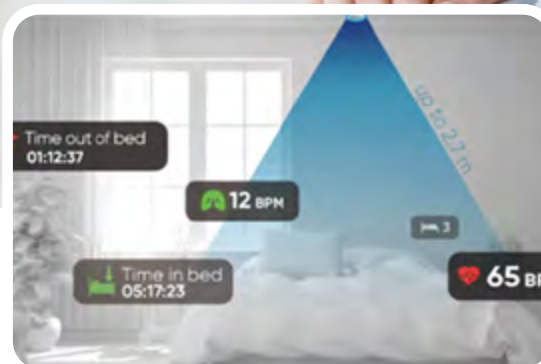 up to 2.7 m
Time out of bed
01:12:37
12 BPM
3
Time in bed
05:17:23
65 BP